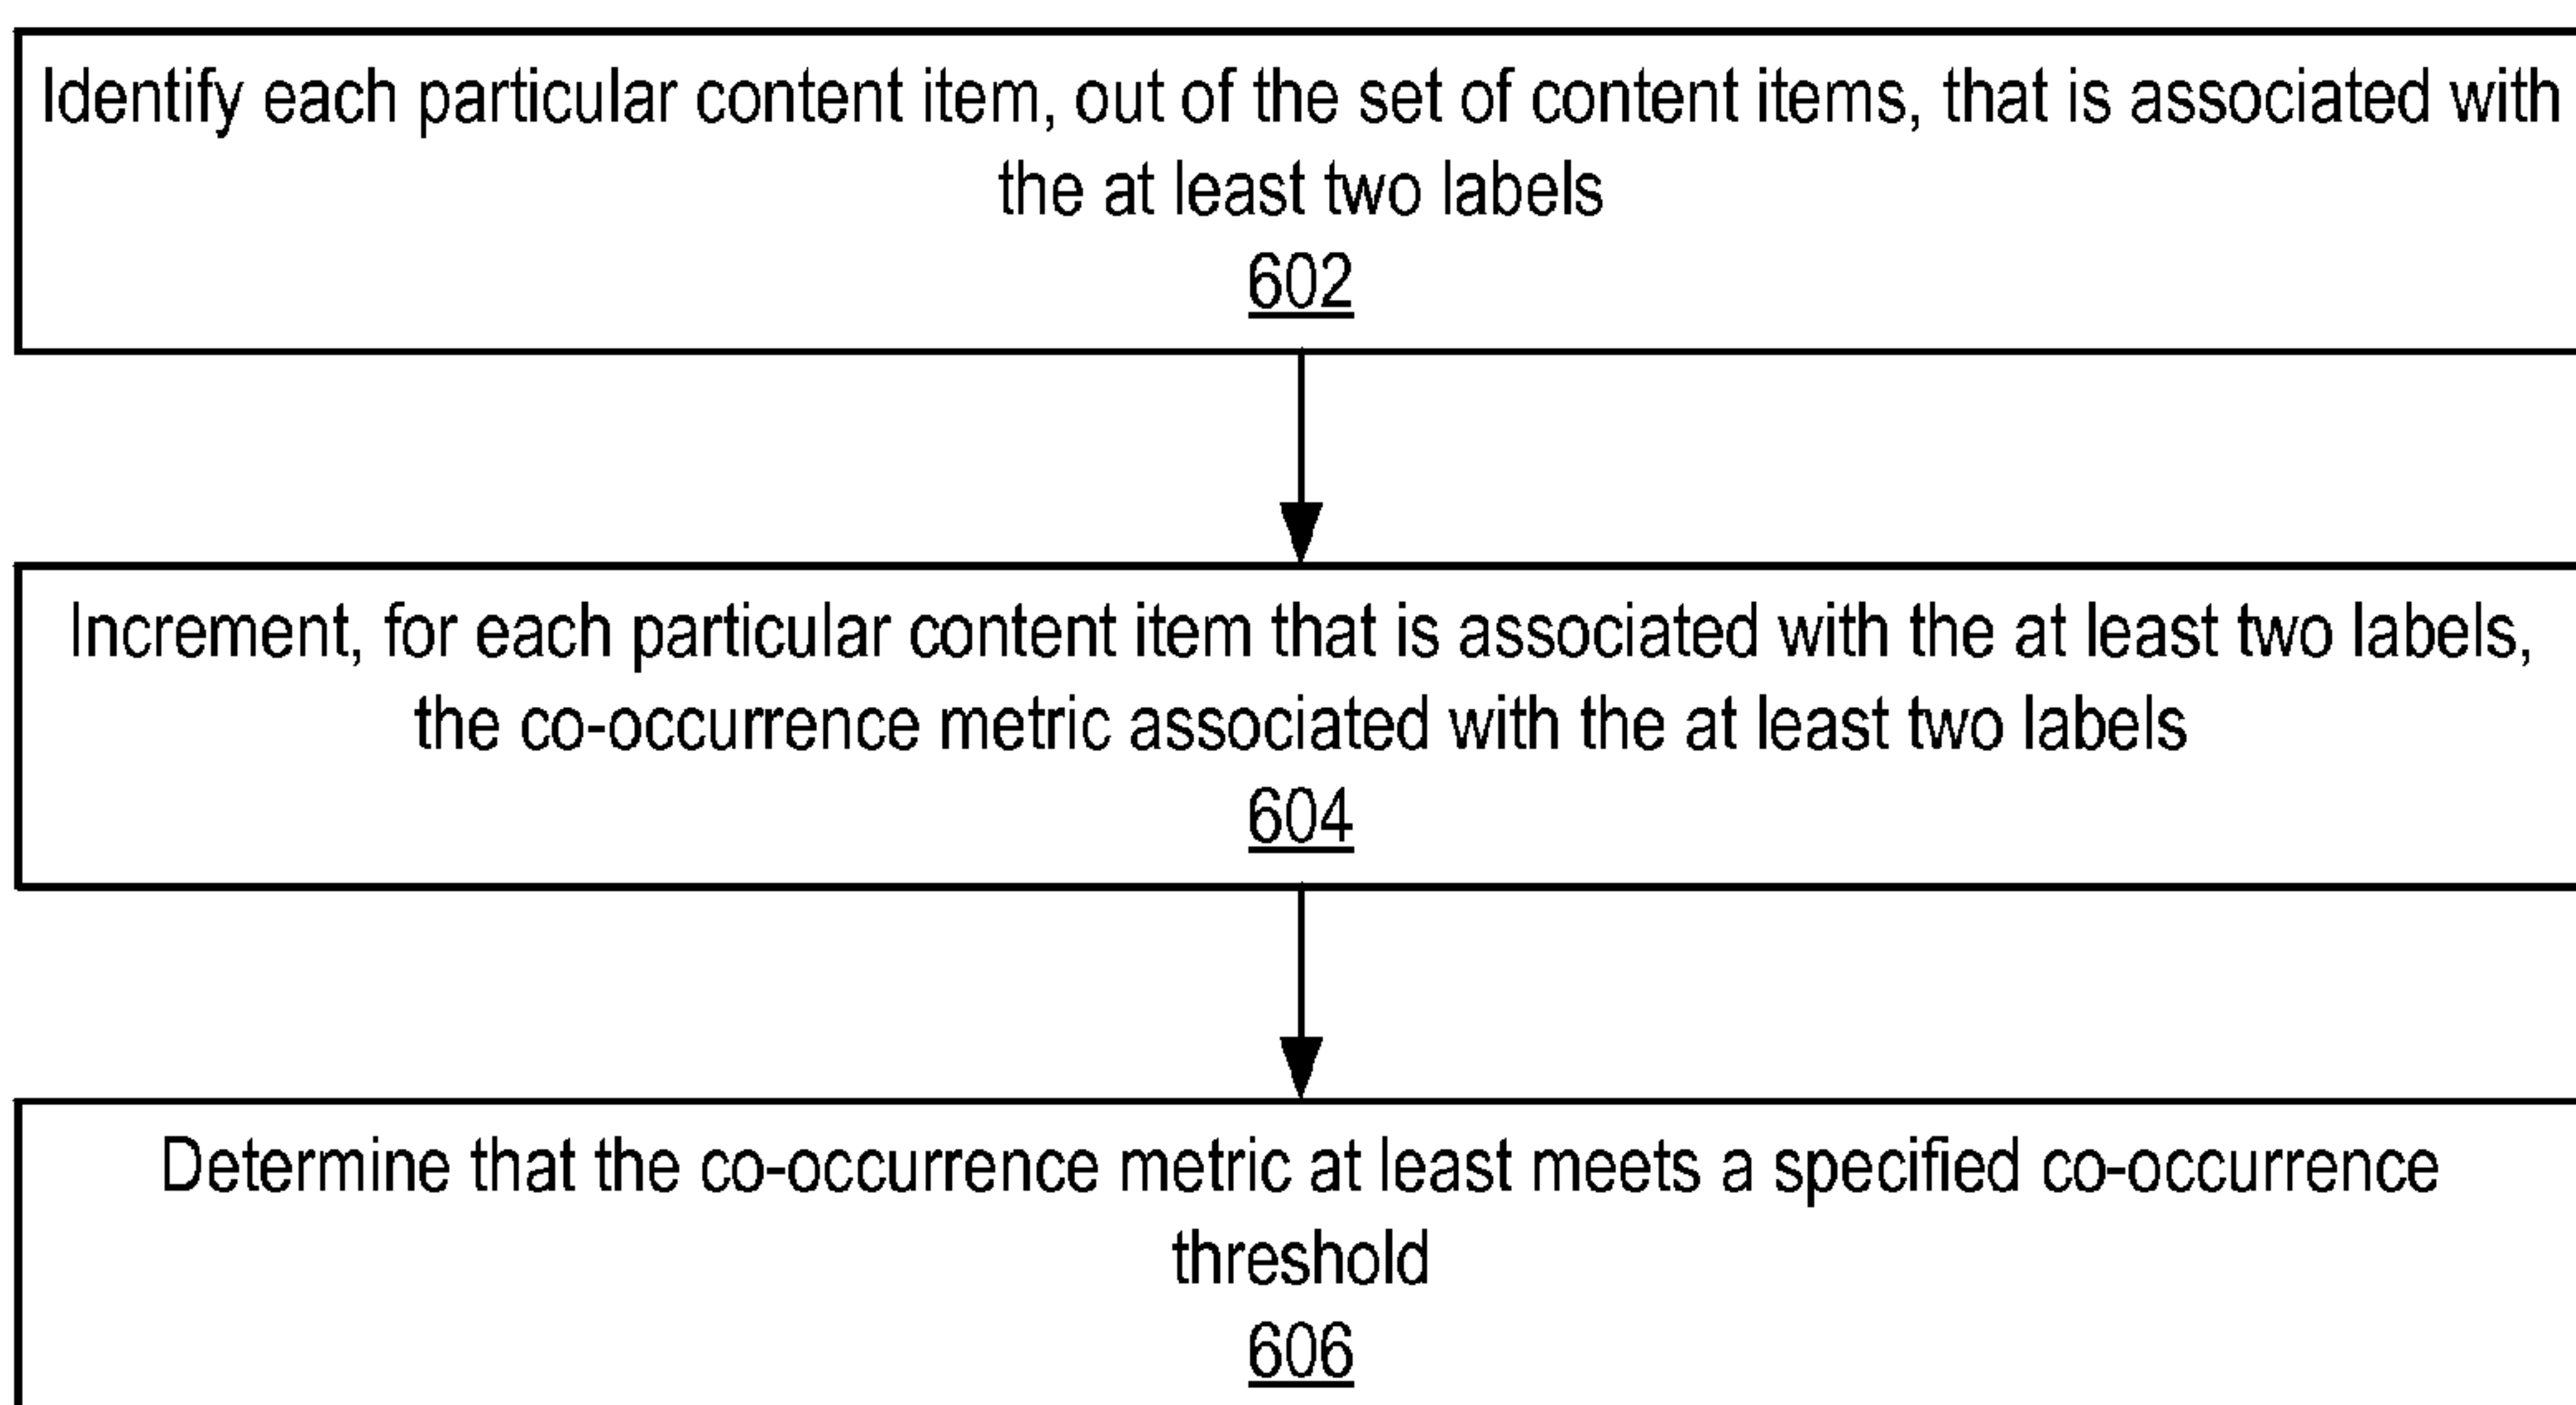 Identify each particular content item, out of the set of content items, that is associated with
the at least two labels
602
Increment, for each particular content item that is associated with the at least two labels,
the co-occurrence metric associated with the at least two labels
604
Determine that the co-occurrence metric at least meets a specified co-occurrence
threshold
606